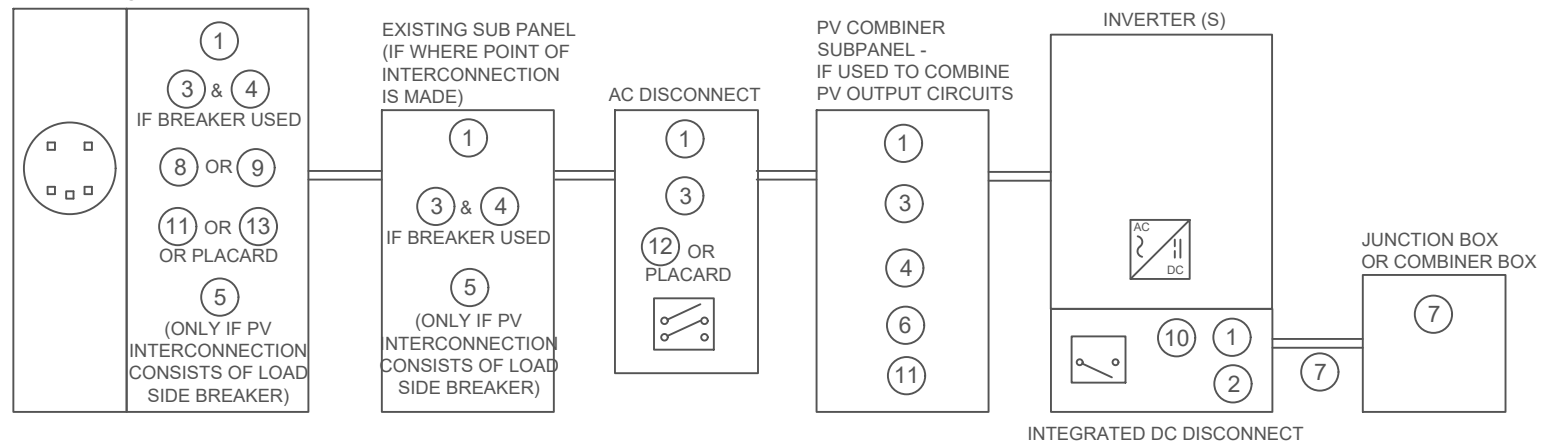 1
3 & 4
IF BREAKER USED
8 OR 9
11 OR 13
OR PLACARD
5
(ONLY IF PV
INTERCONNECTION
CONSISTS OF LOAD
SIDE BREAKER)
EXISTING SUB PANEL
(IF WHERE POINT OF
INTERCONNECTION
IS MADE)
1
3 & 4
IF BREAKER USED
5
(ONLY IF PV
INTERCONNECTION
CONSISTS OF LOAD
SIDE BREAKER)
AC DISCONNECT
1
3
12 OR
PLACARD
PV COMBINER
SUBPANEL -
IF USED TO COMBINE
PV OUTPUT CIRCUITS
1
3
4
6
11
INVERTER (S)
AC
DC
10 1
2
INTEGRATED DC DISCONNECT
7
JUNCTION BOX
OR COMBINER BOX
7